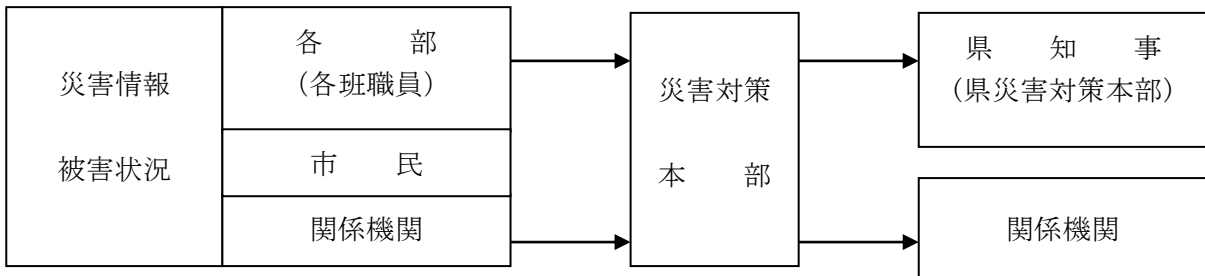 災害情報
被害状況
各 部
(各班職員)
市 民
関係機関
災害対策
本 部
県 知 事
(県災害対策本部)
関係機関